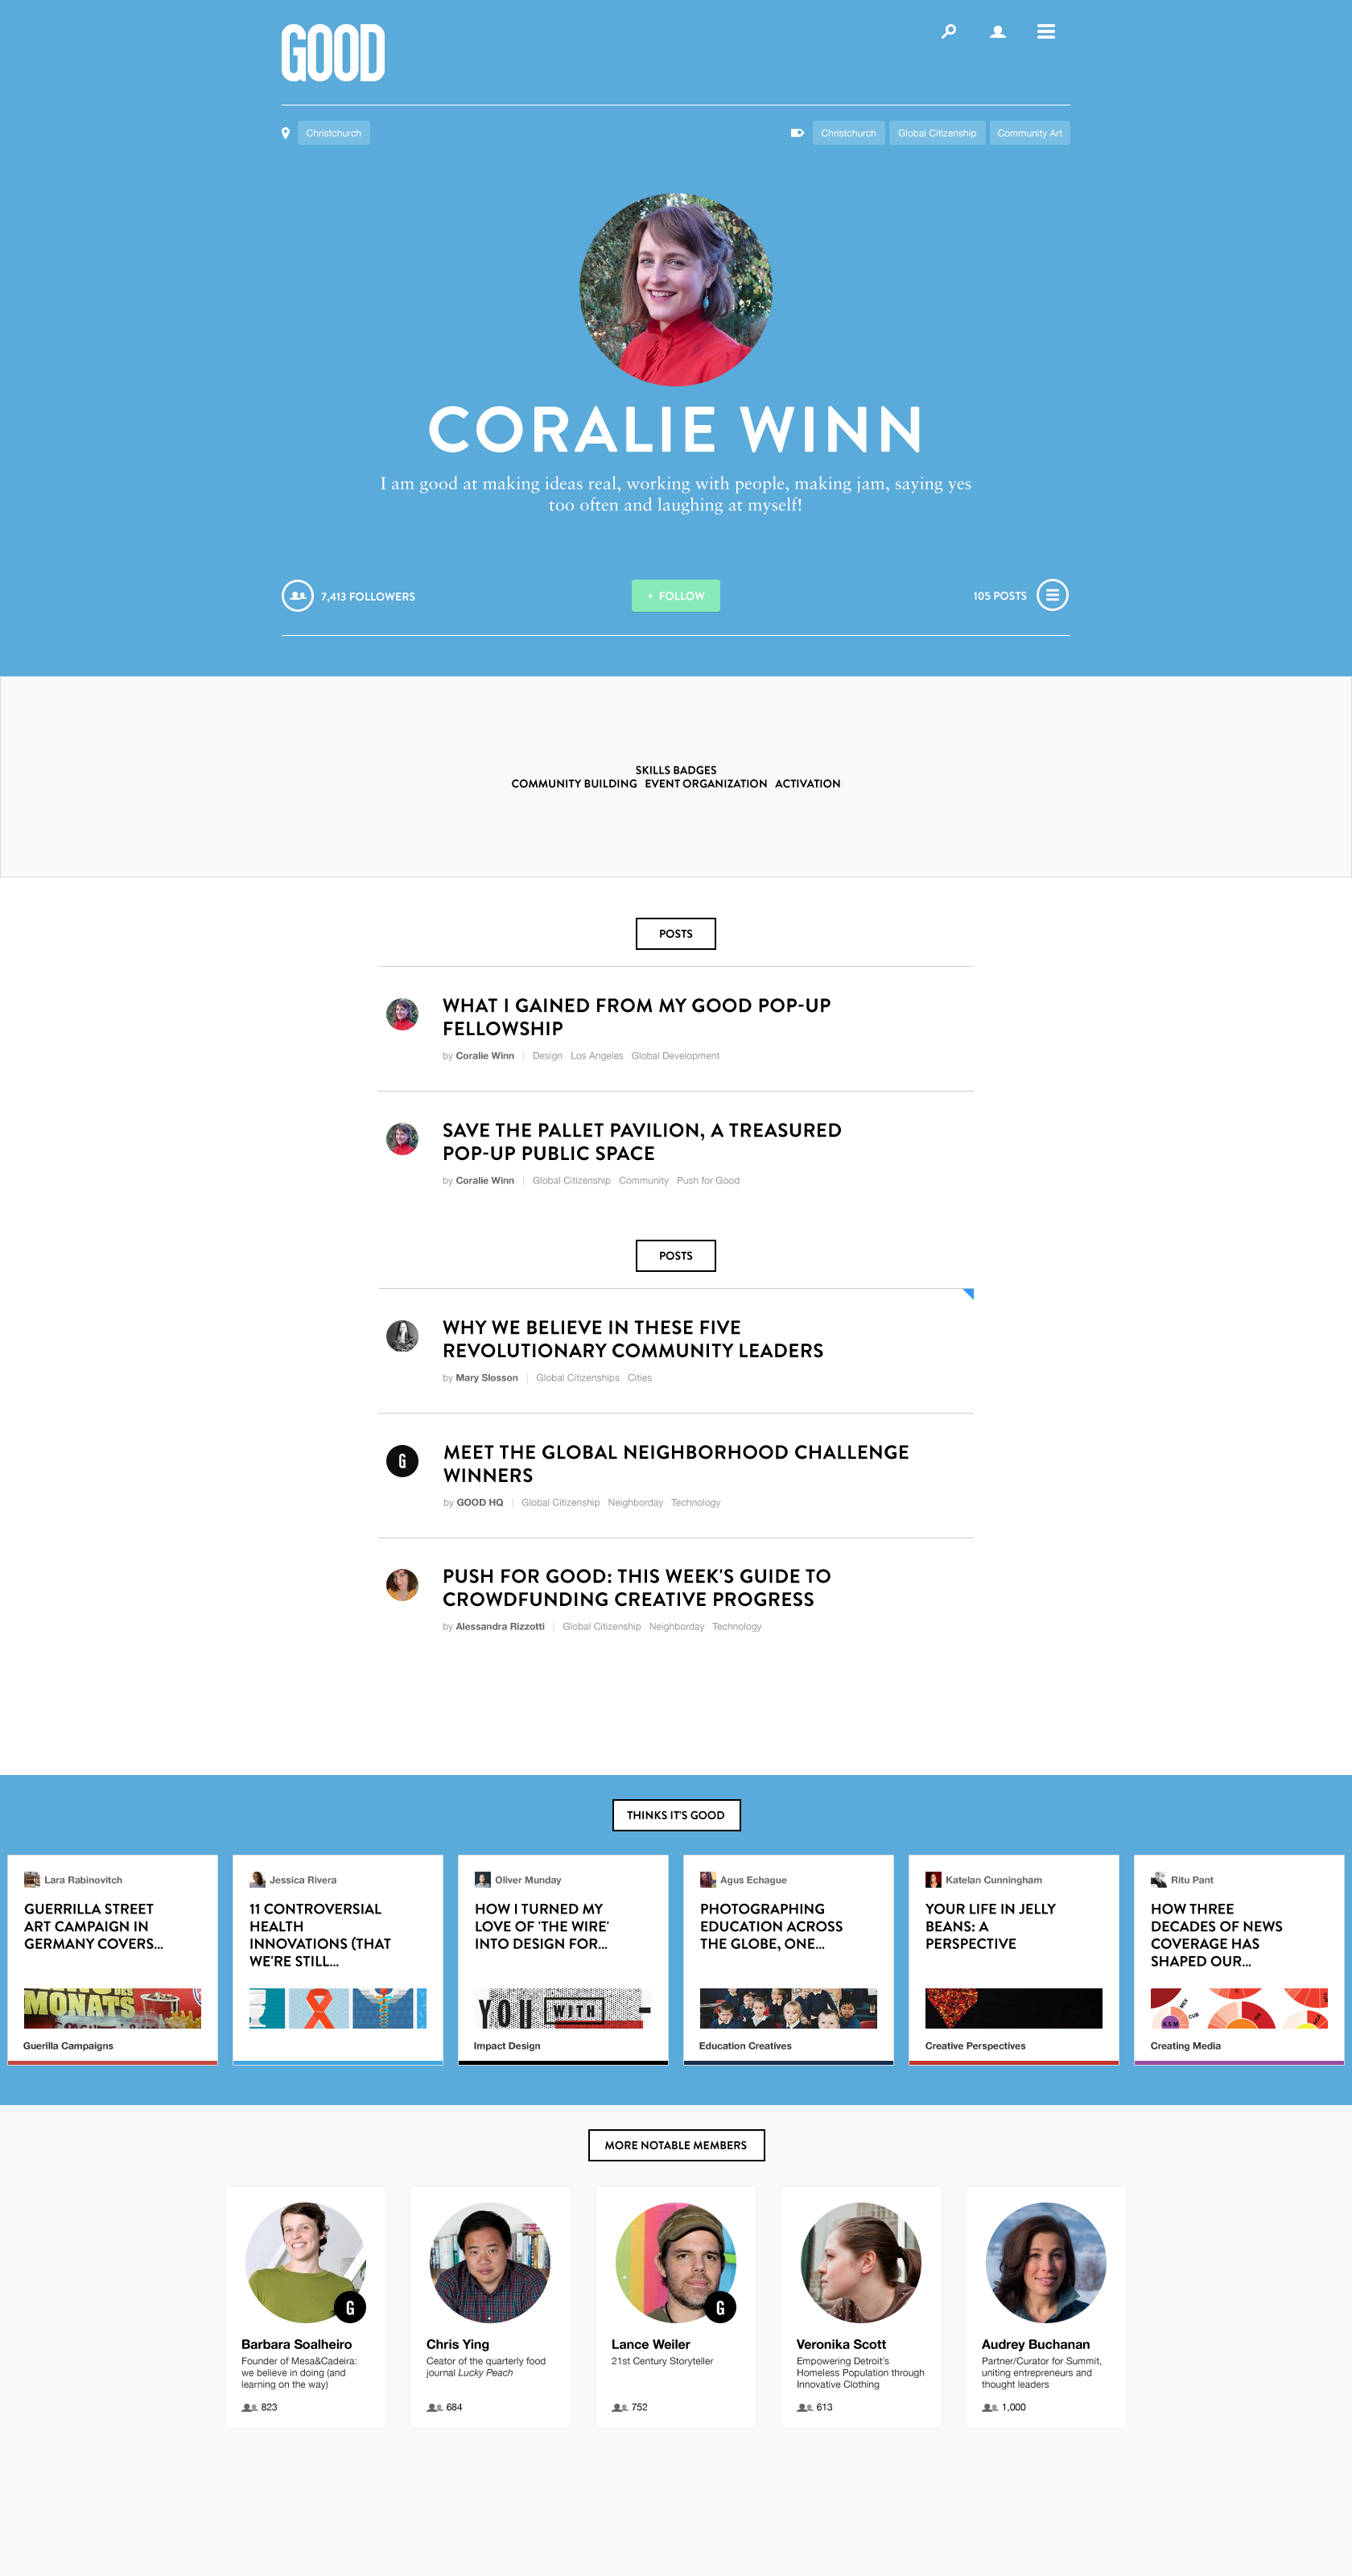 GOOD
Christchurch
Christchurch Global Citizenship Community Art
CORALIE WINN
I am good at making ideas real, working with people, making jam, saying yes
too often and laughing at myself!
7,413 FOLLOWERS
+ FOLLOW
105 POSTS
SKILLS BADGES
COMMUNITY BUILDING EVENT ORGANIZATION ACTIVATION
POSTS
WHAT I GAINED FROM MY GOOD POP-UP
FELLOWSHIP
by Coralie Winn | Design Los Angeles Global Development
SAVE THE PALLET PAVILION, A TREASURED
POP-UP PUBLIC SPACE
by Coralie Winn | Global Citizenship Community Push for Good
POSTS
WHY WE BELIEVE IN THESE FIVE
REVOLUTIONARY COMMUNITY LEADERS
by Mary Slosson | Global Citizenships Cities
G
MEET THE GLOBAL NEIGHBORHOOD CHALLENGE
WINNERS
by GOOD HQ | Global Citizenship Neighborday Technology
PUSH FOR GOOD: THIS WEEK'S GUIDE TO
CROWDFUNDING CREATIVE PROGRESS
by Alessandra Rizzotti | Global Citizenship Neighborday Technology
THINKS IT'S GOOD
Lara Rabinovitch
GUERRILLA STREET
ART CAMPAIGN IN
GERMANY COVERS...
MONATS
Guerilla Campaigns
Jessica Rivera
11 CONTROVERSIAL
HEALTH
INNOVATIONS (THAT
WE'RE STILL...
Oliver Munday
HOW I TURNED MY
LOVE OF 'THE WIRE'
INTO DESIGN FOR...
YOU WITH
Impact Design
Agus Echague
PHOTOGRAPHING
EDUCATION ACROSS
THE GLOBE, ONE...
Education Creatives
Katelan Cunningham
YOUR LIFE IN JELLY
BEANS: A
PERSPECTIVE
Creative Perspectives
Ritu Pant
HOW THREE
DECADES OF NEWS
COVERAGE HAS
SHAPED OUR...
MEX
CUB
6.5 M
Creating Media
MORE NOTABLE MEMBERS
G
Barbara Soalheiro
Founder of Mesa&Cadeira:
we believe in doing (and
learning on the way)
823
Chris Ying
Ceator of the quarterly food
journal Lucky Peach
684
G
Lance Weiler
21st Century Storyteller
752
Veronika Scott
Empowering Detroit's
Homeless Population through
Innovative Clothing
613
Audrey Buchanan
Partner/Curator for Summit,
uniting entrepreneurs and
thought leaders
1,000